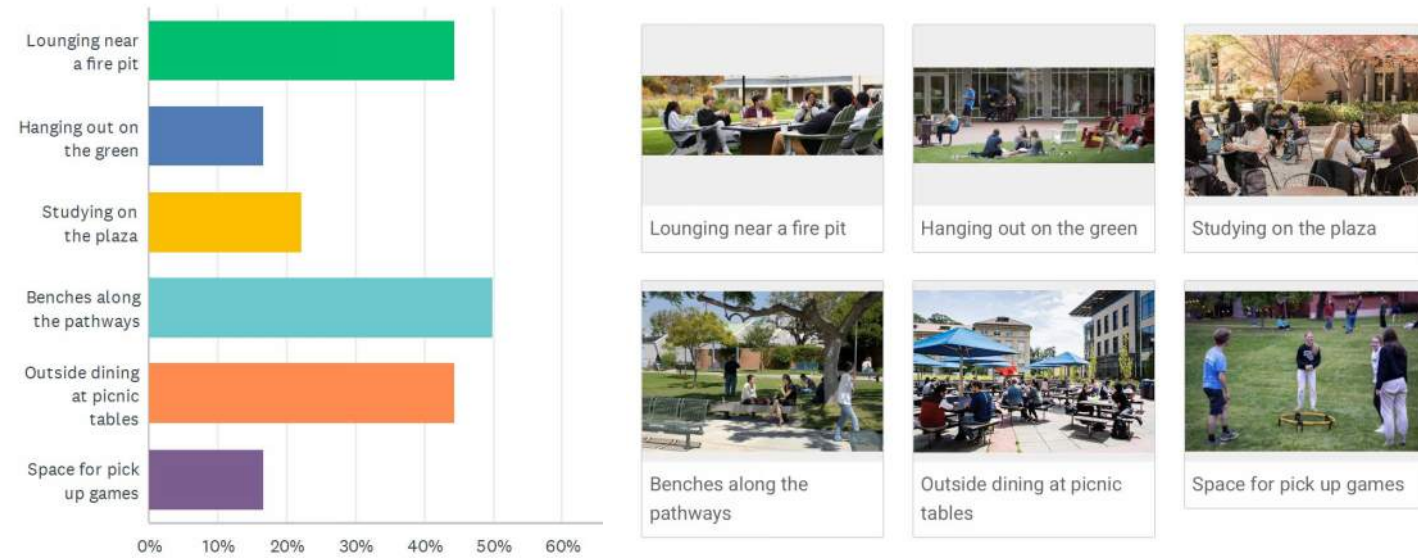 Lounging near
a fire pit
Hanging out on
the green
Studying on
the plaza
Benches along
the pathways
Outside dining
at picnic
tables
Space for pick
up games
0% 10% 20% 30% 40% 50% 60%
Lounging near a fire pit
Hanging out on the green
Studying on the plaza
Benches along the
pathways
Outside dining at picnic
tables
Space for pick up games